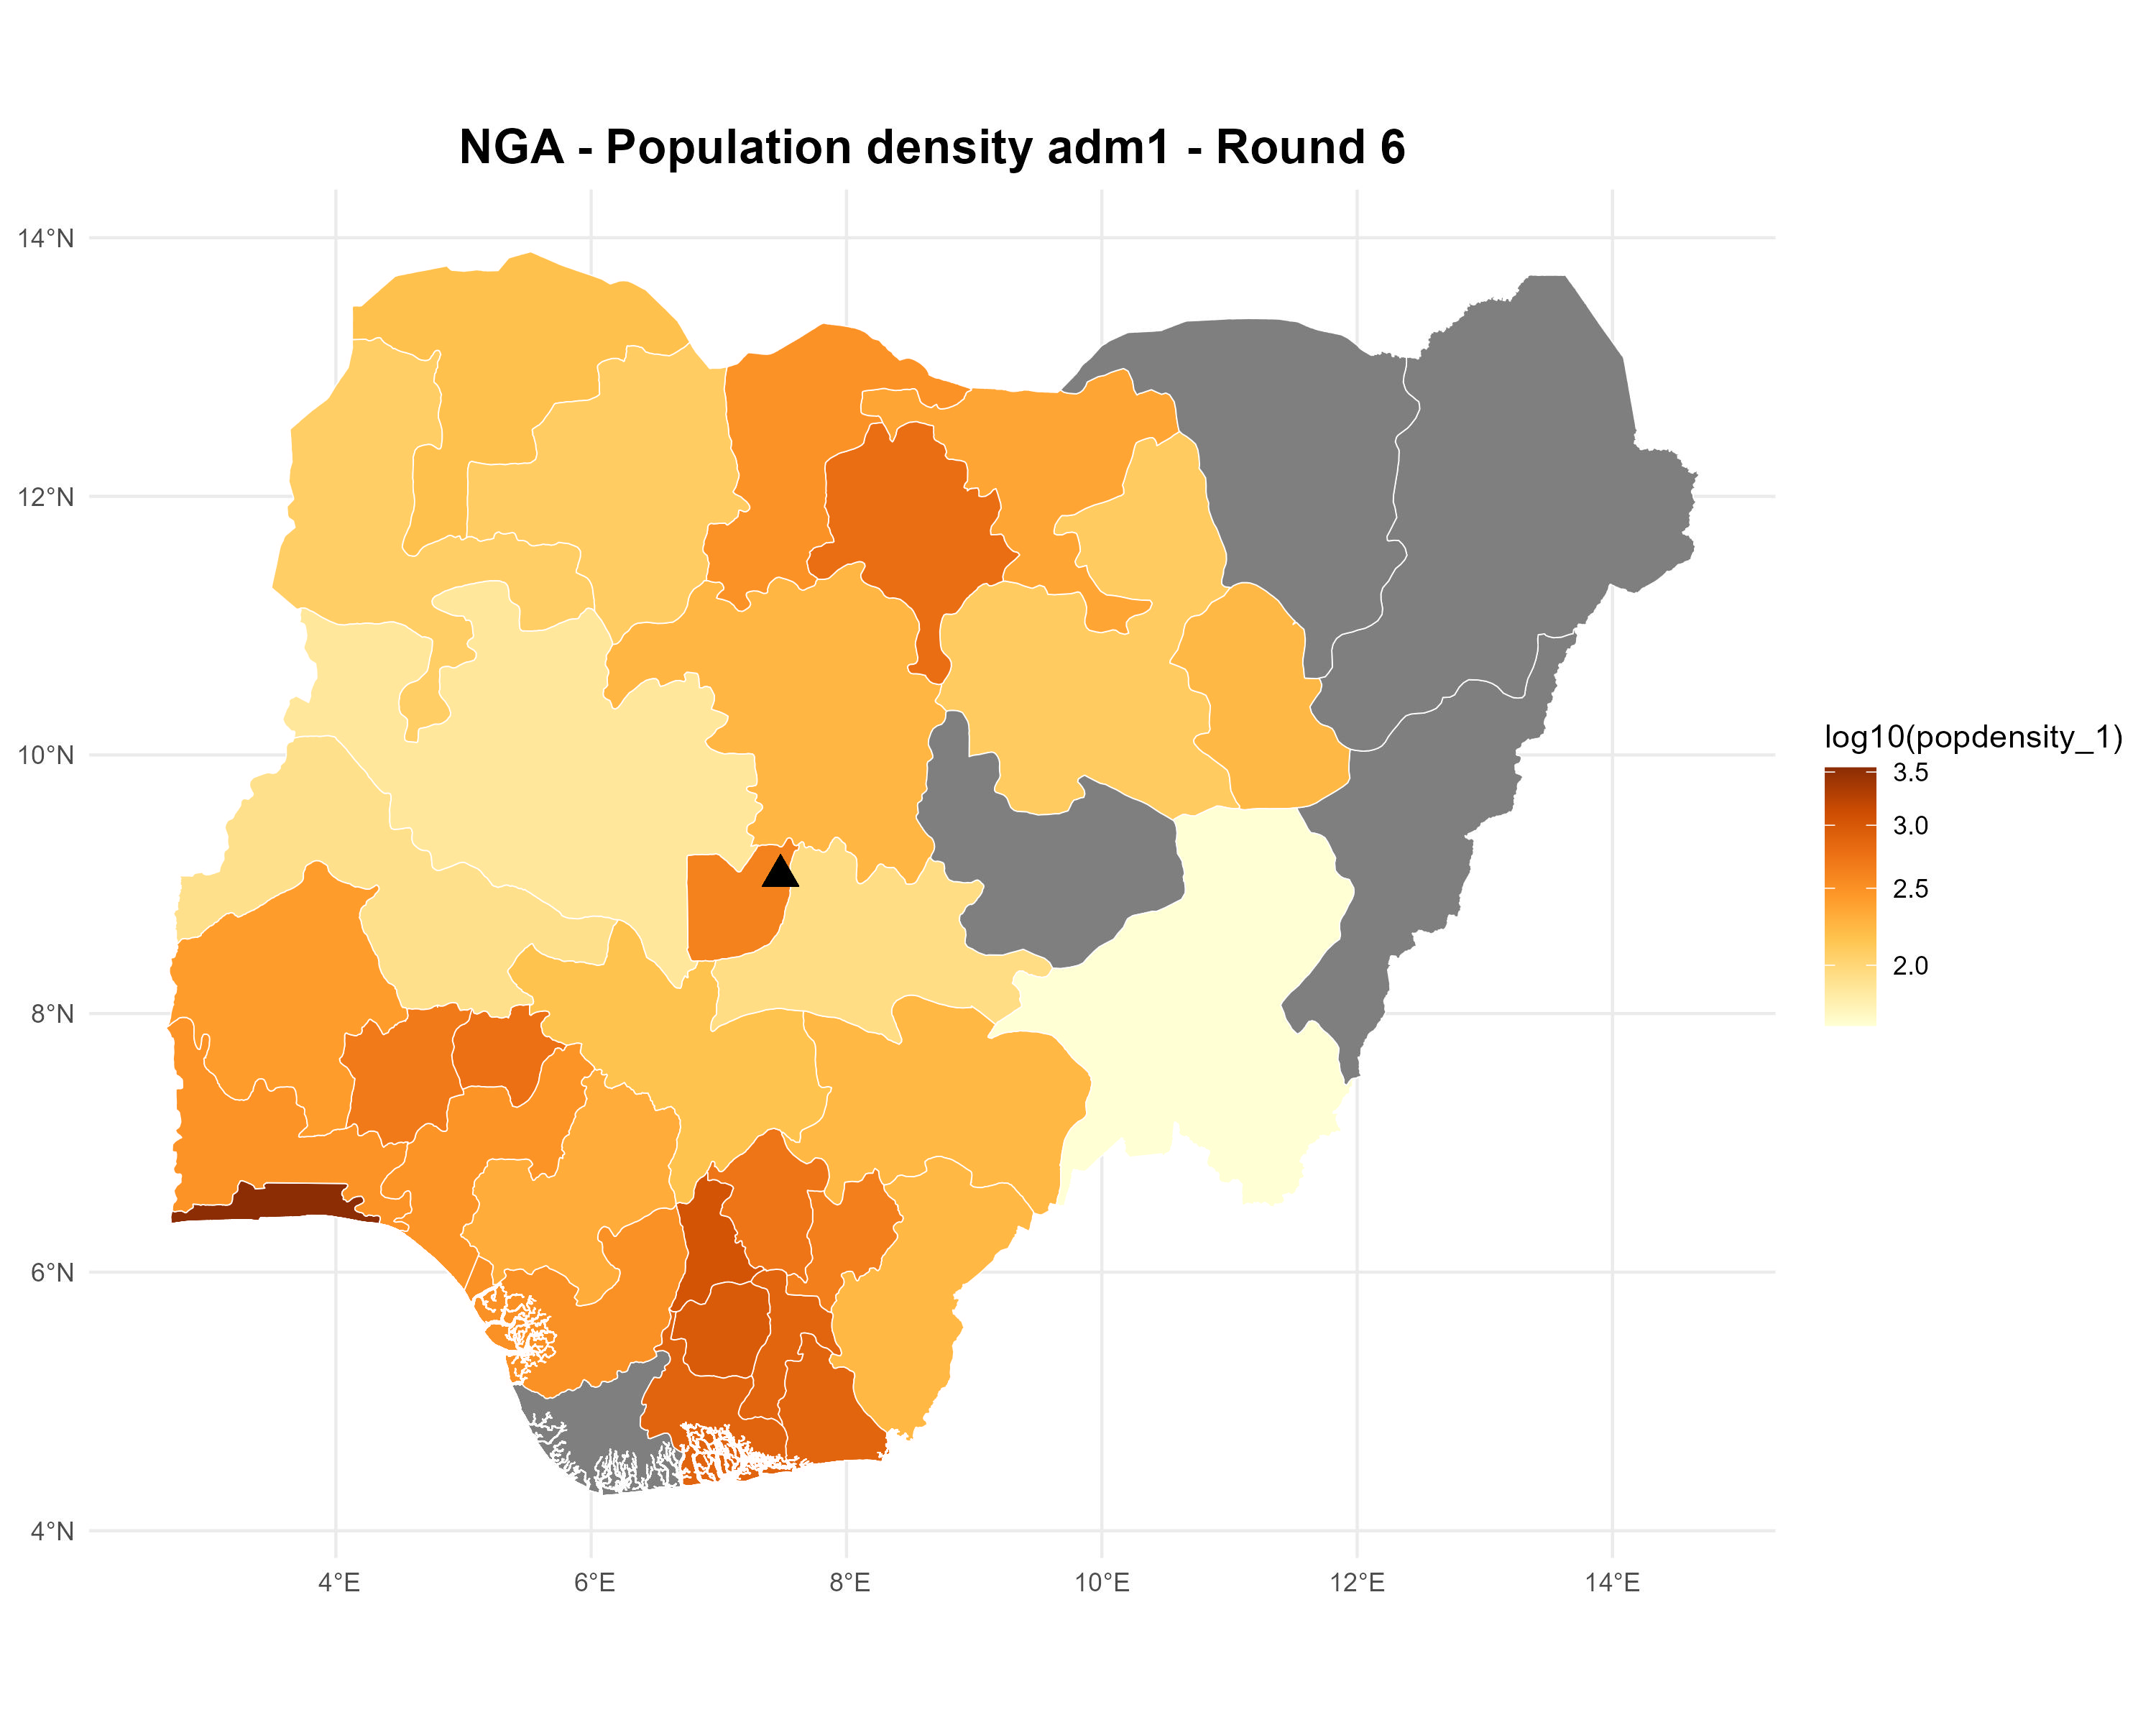 NGA - Population density adm1 - Round 6
14°N
12°N
10°N
8°N
6°N
4°N
4°E 6°E 8°E 10°E 12°E 14°E
log10(popdensity_1)
3.5
3.0
2.5
2.0